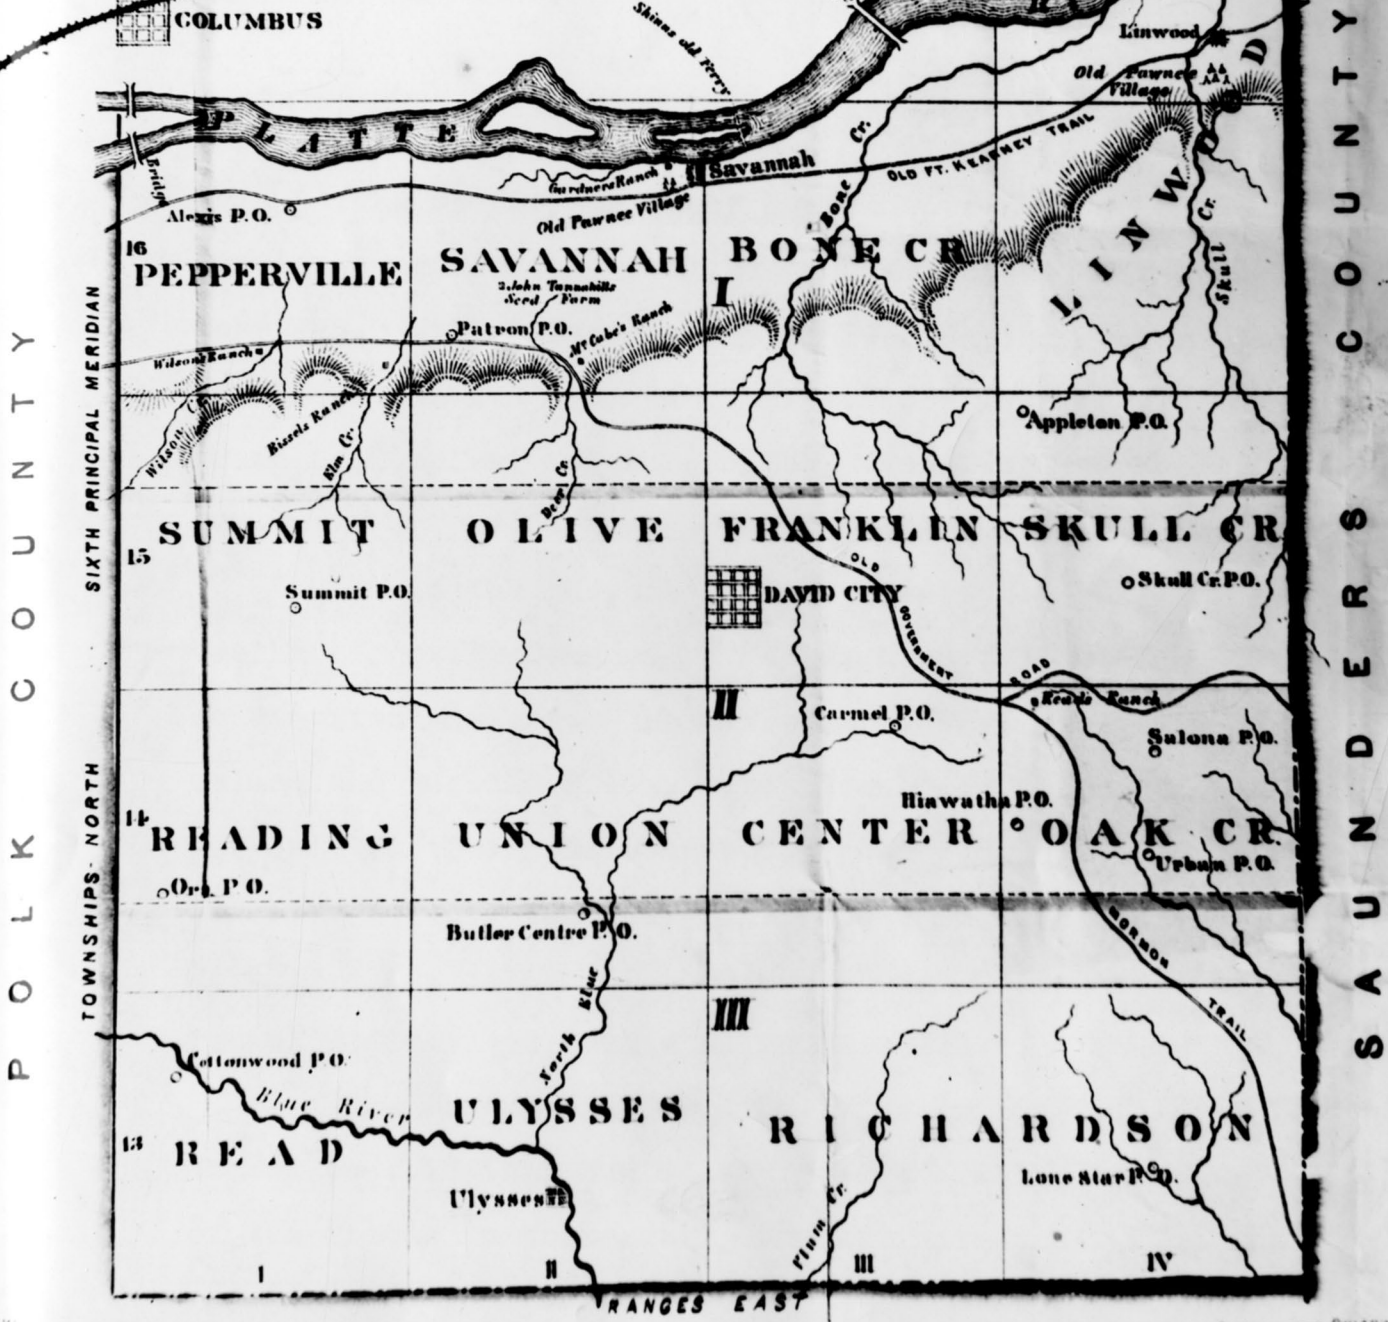 COLUMBUS
Shinns old Ferry
R
Linwood
Old Pawnee
Village
PLATTE
Bridge
Gardners Ranch
Savannah
Old Pawnee Village
OLD FT. KEARNEY TRAIL
Bone Cr.
Alexis P.O.
LINWOOD
Skull Cr.
16
PEPPERVILLE
SAVANNAH
BONE CR
John Tannahills
Seed Farm
I
Patron P.O.
McCabe's Ranch
Wilsons Rancha
Wilson Cr.
Bissels Ranch
Elm Cr.
Deer Cr.
Appleton P.O.
SUMMIT
OLIVE
FRANKLIN
SKULL CR
15
OLD GOVERNMENT ROAD
Summit P.O.
DAVID CITY
Skull Cr. P.O.
II
Reads Ranch
Carmel P.O.
Salona P.O.
Hiawatha P.O.
14
READING
UNION
CENTER
OAK CR.
Urban P.O.
P.O.
Butler Centre P.O.
MORMON TRAIL
North Blue
III
Cottonwood P.O.
Blue River
ULYSSES
RICHARDSON
13
READ
Ulysses
Lone Star P.O.
Plum Cr.
I
II
III
IV
RANGES EAST
POLK COUNTY
SIXTH PRINCIPAL MERIDIAN
TOWNSHIPS NORTH
SAUNDERS COUNTY